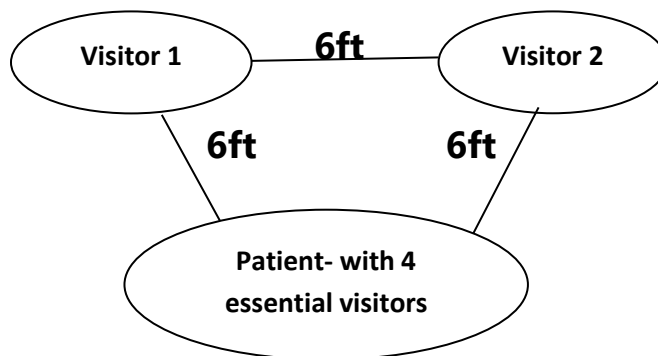 Visitor 1
6ft
Visitor 2
6ft
6ft
Patient- with 4
essential visitors